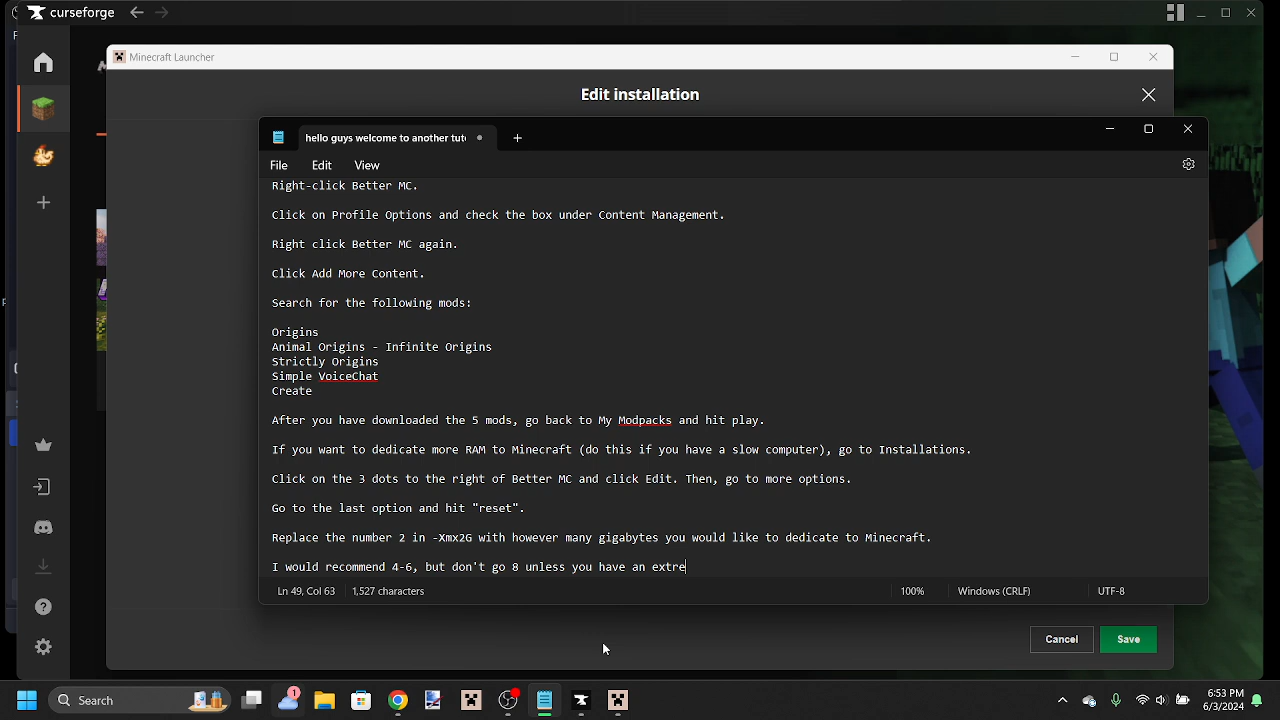 curseforge
Minecraft Launcher
Edit installation
hello guys welcome to another tuto
File Edit View
Right-click Better MC.
Click on Profile Options and check the box under Content Management.
Right click Better MC again.
Click Add More Content.
Search for the following mods:
Origins
Animal Origins - Infinite Origins
Strictly Origins
Simple VoiceChat
Create
After you have downloaded the 5 mods, go back to My Modpacks and hit play.
If you want to dedicate more RAM to Minecraft (do this if you have a slow computer), go to Installations.
Click on the 3 dots to the right of Better MC and click Edit. Then, go to more options.
Go to the last option and hit "reset".
Replace the number 2 in -Xmx2G with however many gigabytes you would like to dedicate to Minecraft.
I would recommend 4-6, but don't go 8 unless you have an extre
Ln 49, Col 63 1,527 characters 100% Windows (CRLF) UTF-8
Cancel Save
Search
1
6:53 PM
6/3/2024